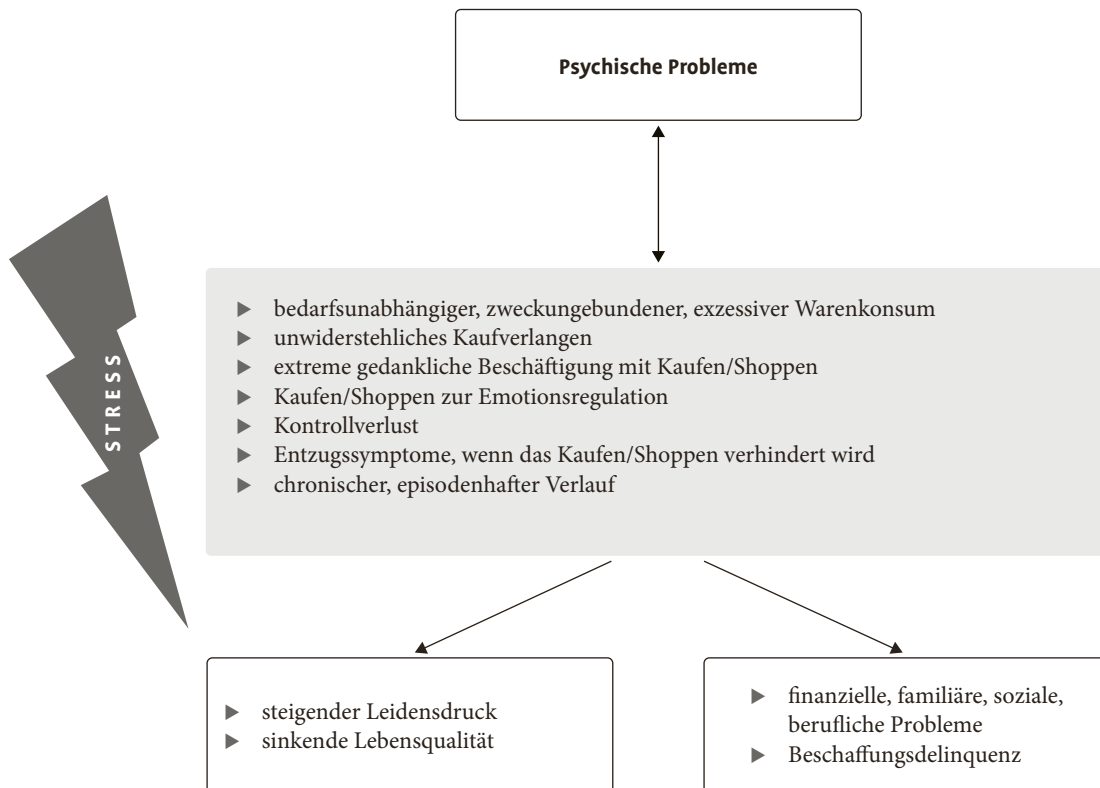 Psychische Probleme
STRESS
▶ bedarfsunabhängiger, zweckungebundener, exzessiver Warenkonsum
▶ unwiderstehliches Kaufverlangen
▶ extreme gedankliche Beschäftigung mit Kaufen/Shoppen
▶ Kaufen/Shoppen zur Emotionsregulation
▶ Kontrollverlust
▶ Entzugssymptome, wenn das Kaufen/Shoppen verhindert wird
▶ chronischer, episodenhafter Verlauf
▶ steigender Leidensdruck
▶ sinkende Lebensqualität
▶ finanzielle, familiäre, soziale,
berufliche Probleme
▶ Beschaffungsdelinquenz